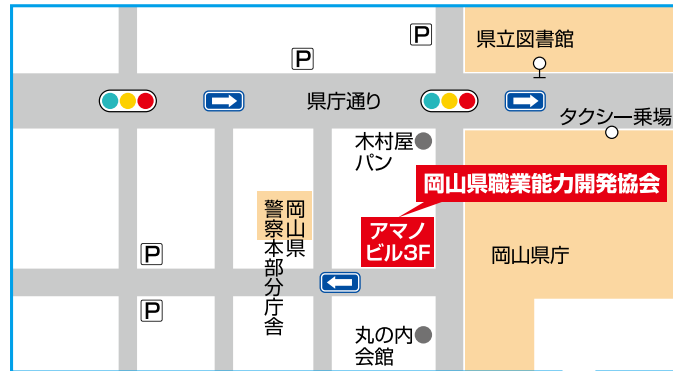 P
P
県立図書館
県庁通り
タクシー乗場
木村屋
パン
岡山県職業能力開発協会
アマノ
ビル3F
岡山県
警察本部分庁舎
岡山県庁
P
P
丸の内
会館